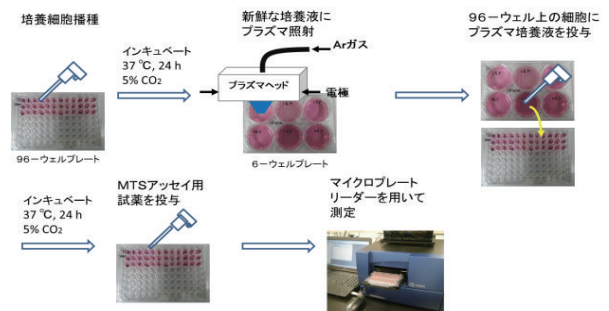 培養細胞播種
インキュベート
37 ℃, 24 h
5% CO₂
96-ウェルプレート
新鮮な培養液に
プラズマ照射
Arガス
プラズマヘッド
電極
6-ウェルプレート
96-ウェル上の細胞に
プラズマ培養液を投与
インキュベート
37 ℃, 24 h
5% CO₂
MTSアッセイ用
試薬を投与
マイクロプレート
リーダーを用いて
測定